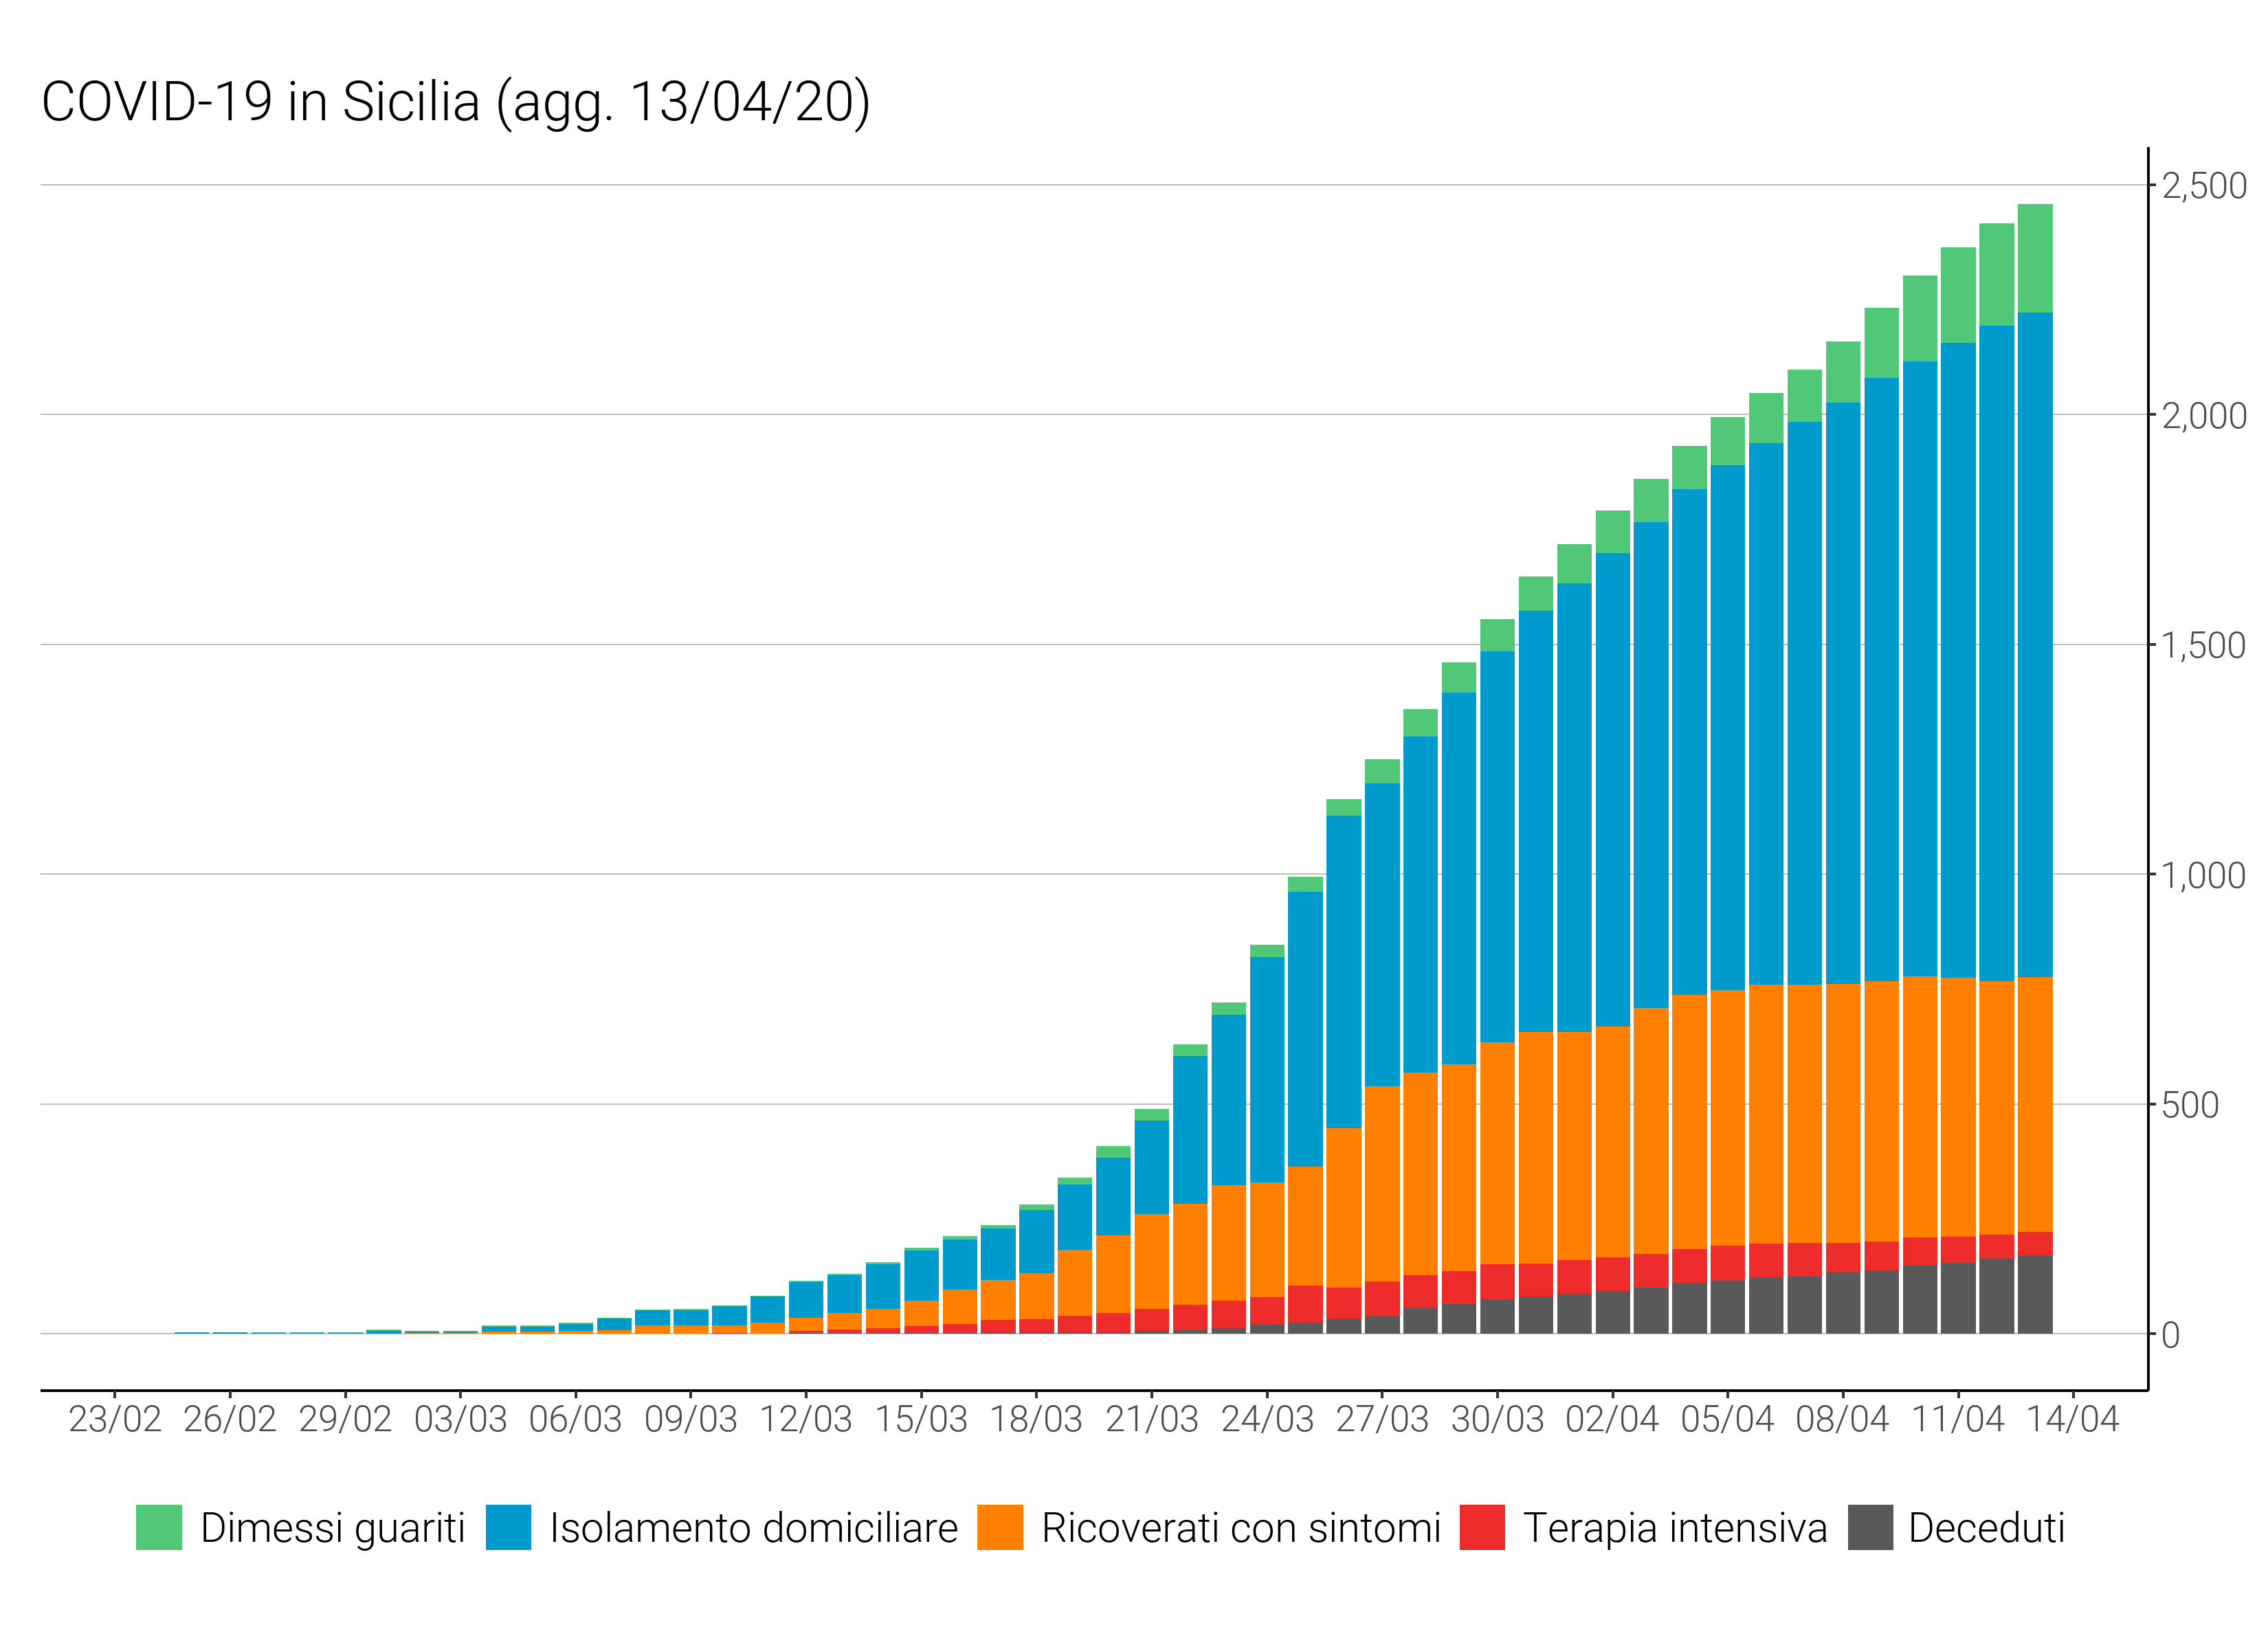 COVID-19 in Sicilia (agg. 13/04/20)
2,500
2,000
1,500
1,000
500
0
23/02 26/02 29/02 03/03 06/03 09/03 12/03 15/03 18/03 21/03 24/03 27/03 30/03 02/04 05/04 08/04 11/04 14/04
Dimessi guariti Isolamento domiciliare Ricoverati con sintomi Terapia intensiva Deceduti